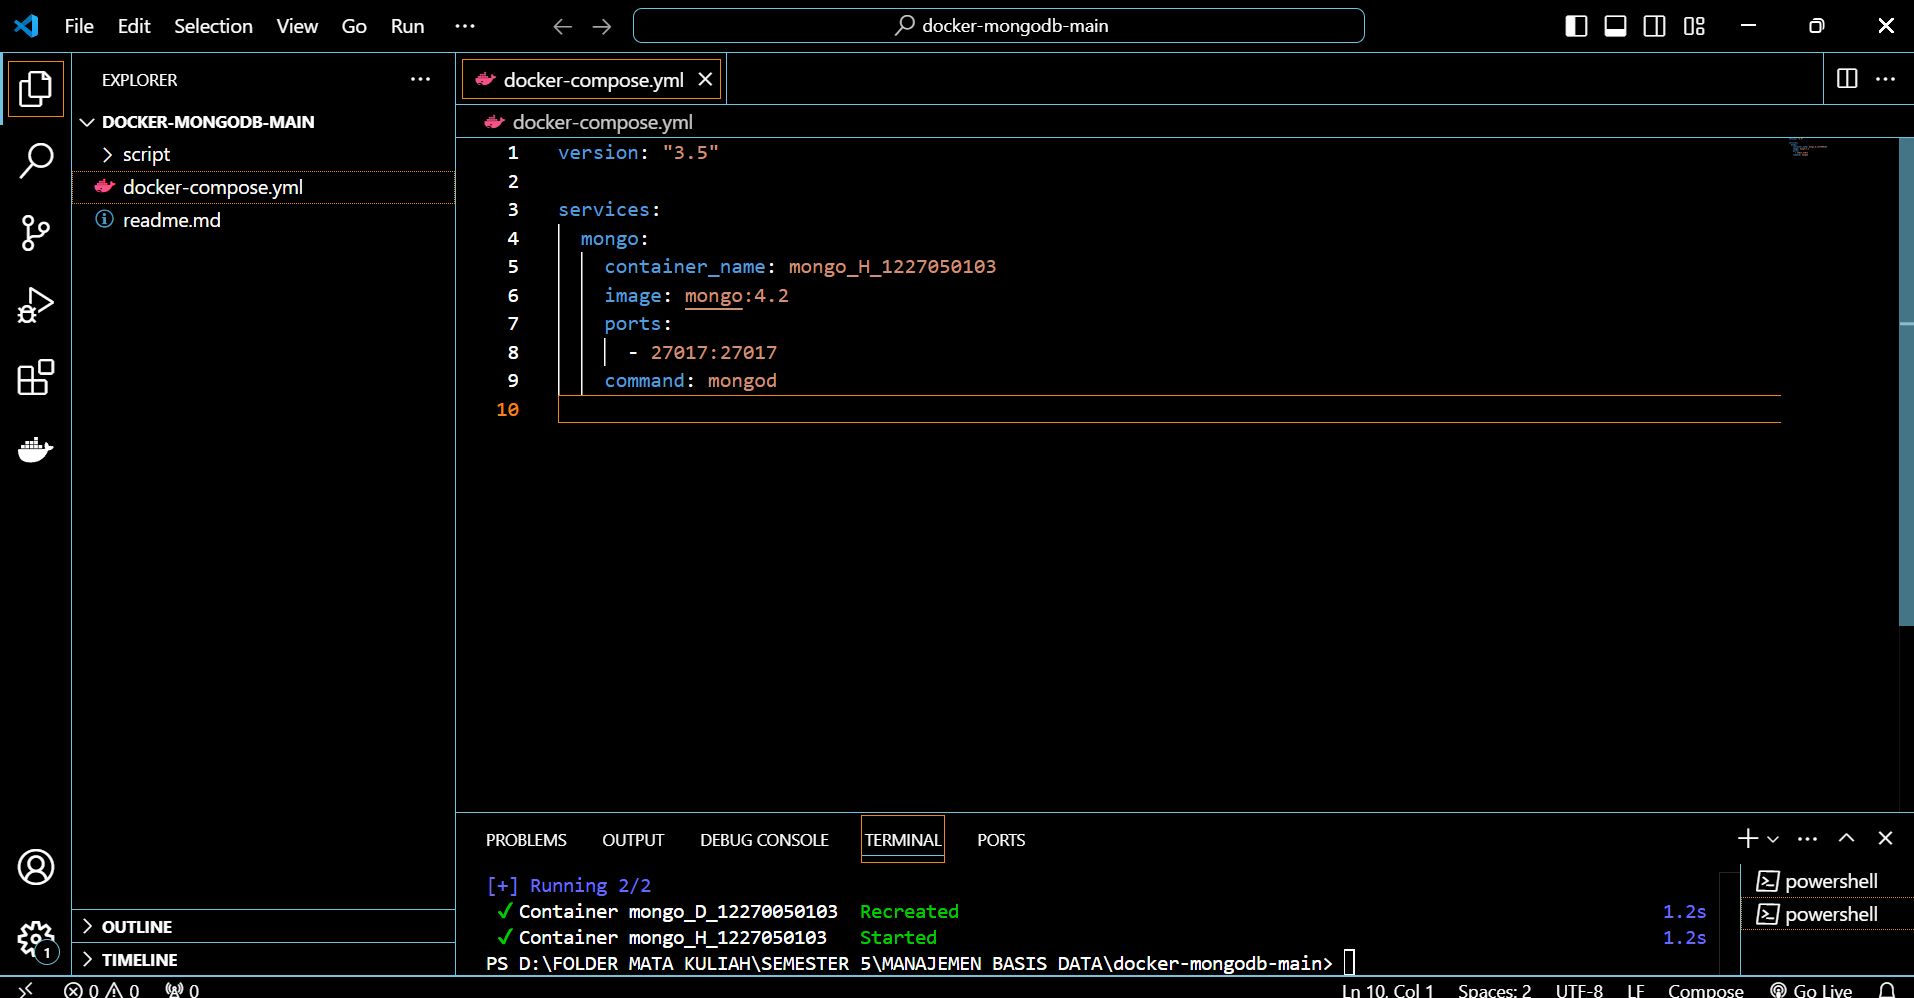 File Edit Selection View Go Run ···
docker-mongodb-main
EXPLORER ···
DOCKER-MONGODB-MAIN
script
docker-compose.yml
readme.md
OUTLINE
TIMELINE
1
docker-compose.yml
docker-compose.yml
1 version: "3.5"
2
3 services:
4 mongo:
5 container_name: mongo_H_1227050103
6 image: mongo:4.2
7 ports:
8 - 27017:27017
9 command: mongod
10
PROBLEMS OUTPUT DEBUG CONSOLE TERMINAL PORTS
[+] Running 2/2
✓ Container mongo_D_12270050103 Recreated 1.2s
✓ Container mongo_H_1227050103 Started 1.2s
PS D:\FOLDER MATA KULIAH\SEMESTER 5\MANAJEMEN BASIS DATA\docker-mongodb-main>
powershell
powershell
0 0 0 Ln 10, Col 1 Spaces: 2 UTF-8 LF Compose Go Live